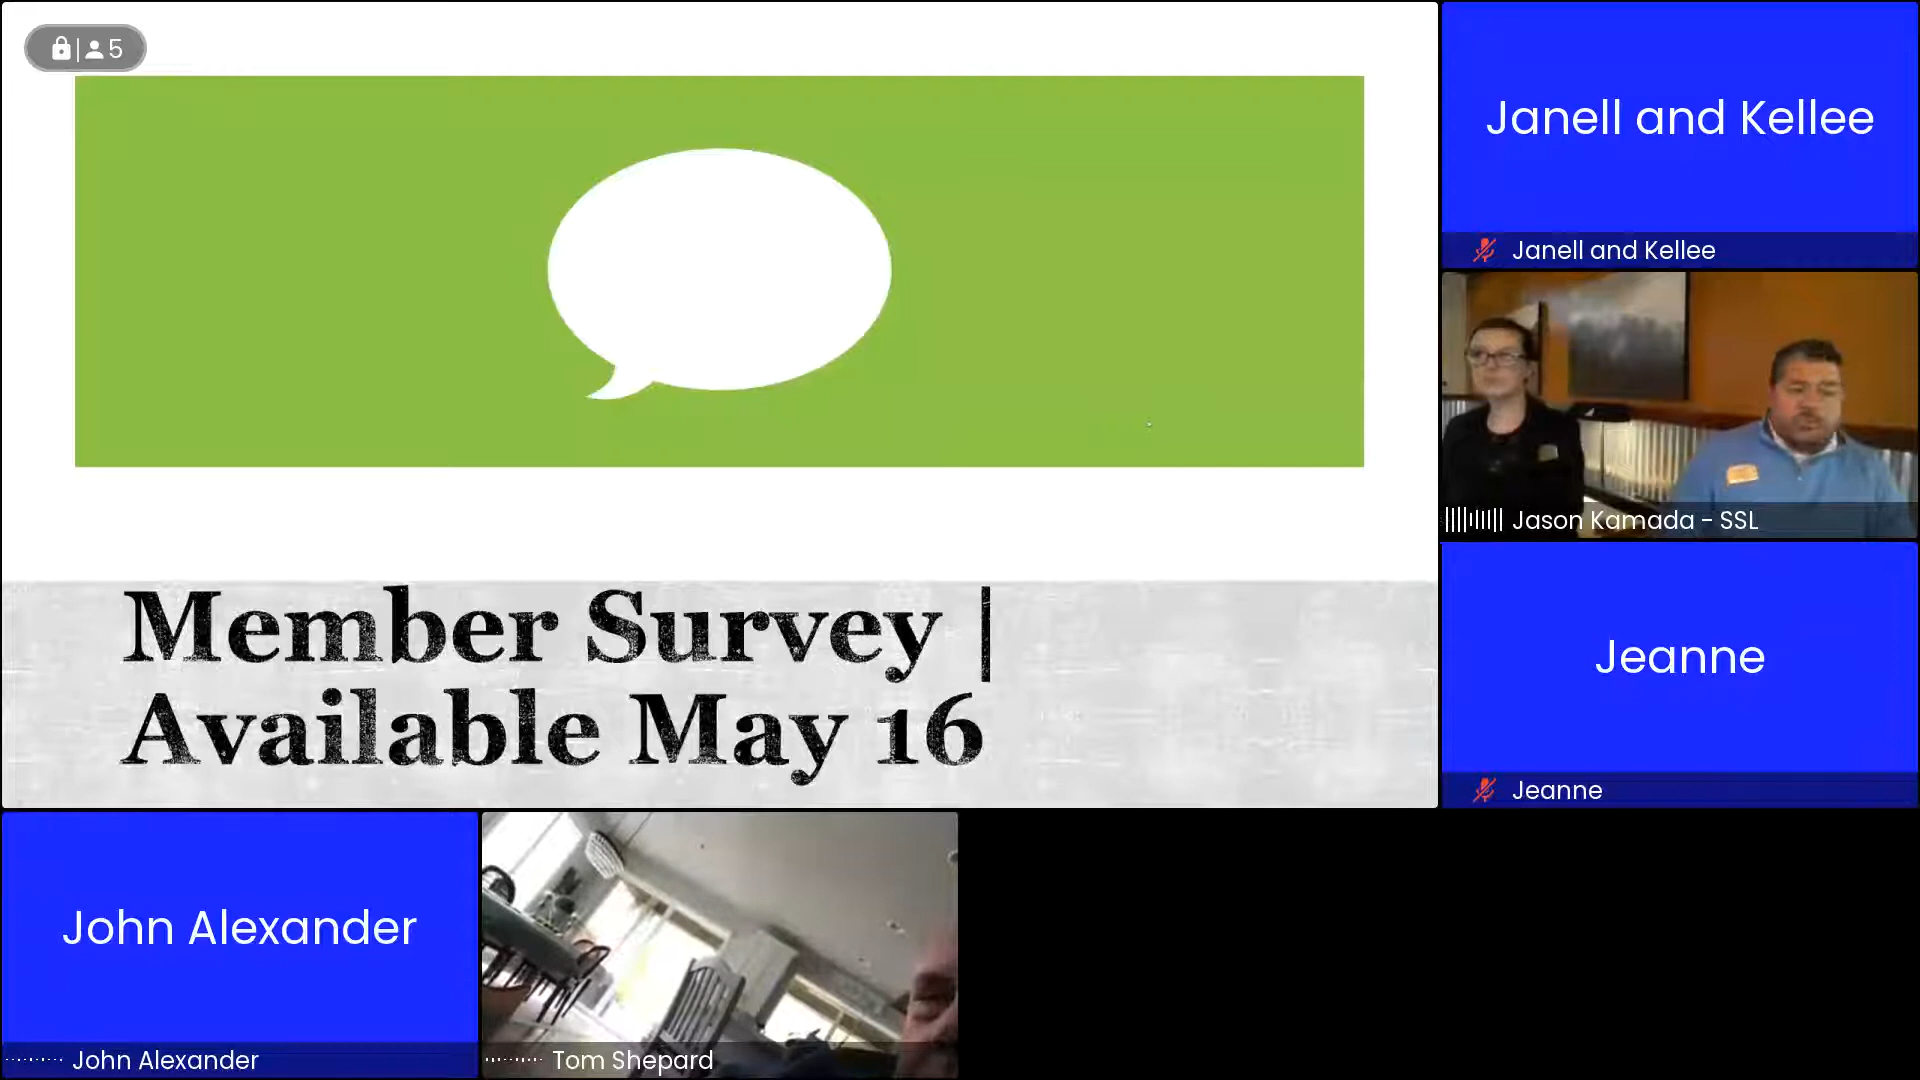 5
Member Survey |
Available May 16
Janell and Kellee
Janell and Kellee
Jason Kamada - SSL
Jeanne
Jeanne
John Alexander
John Alexander
Tom Shepard